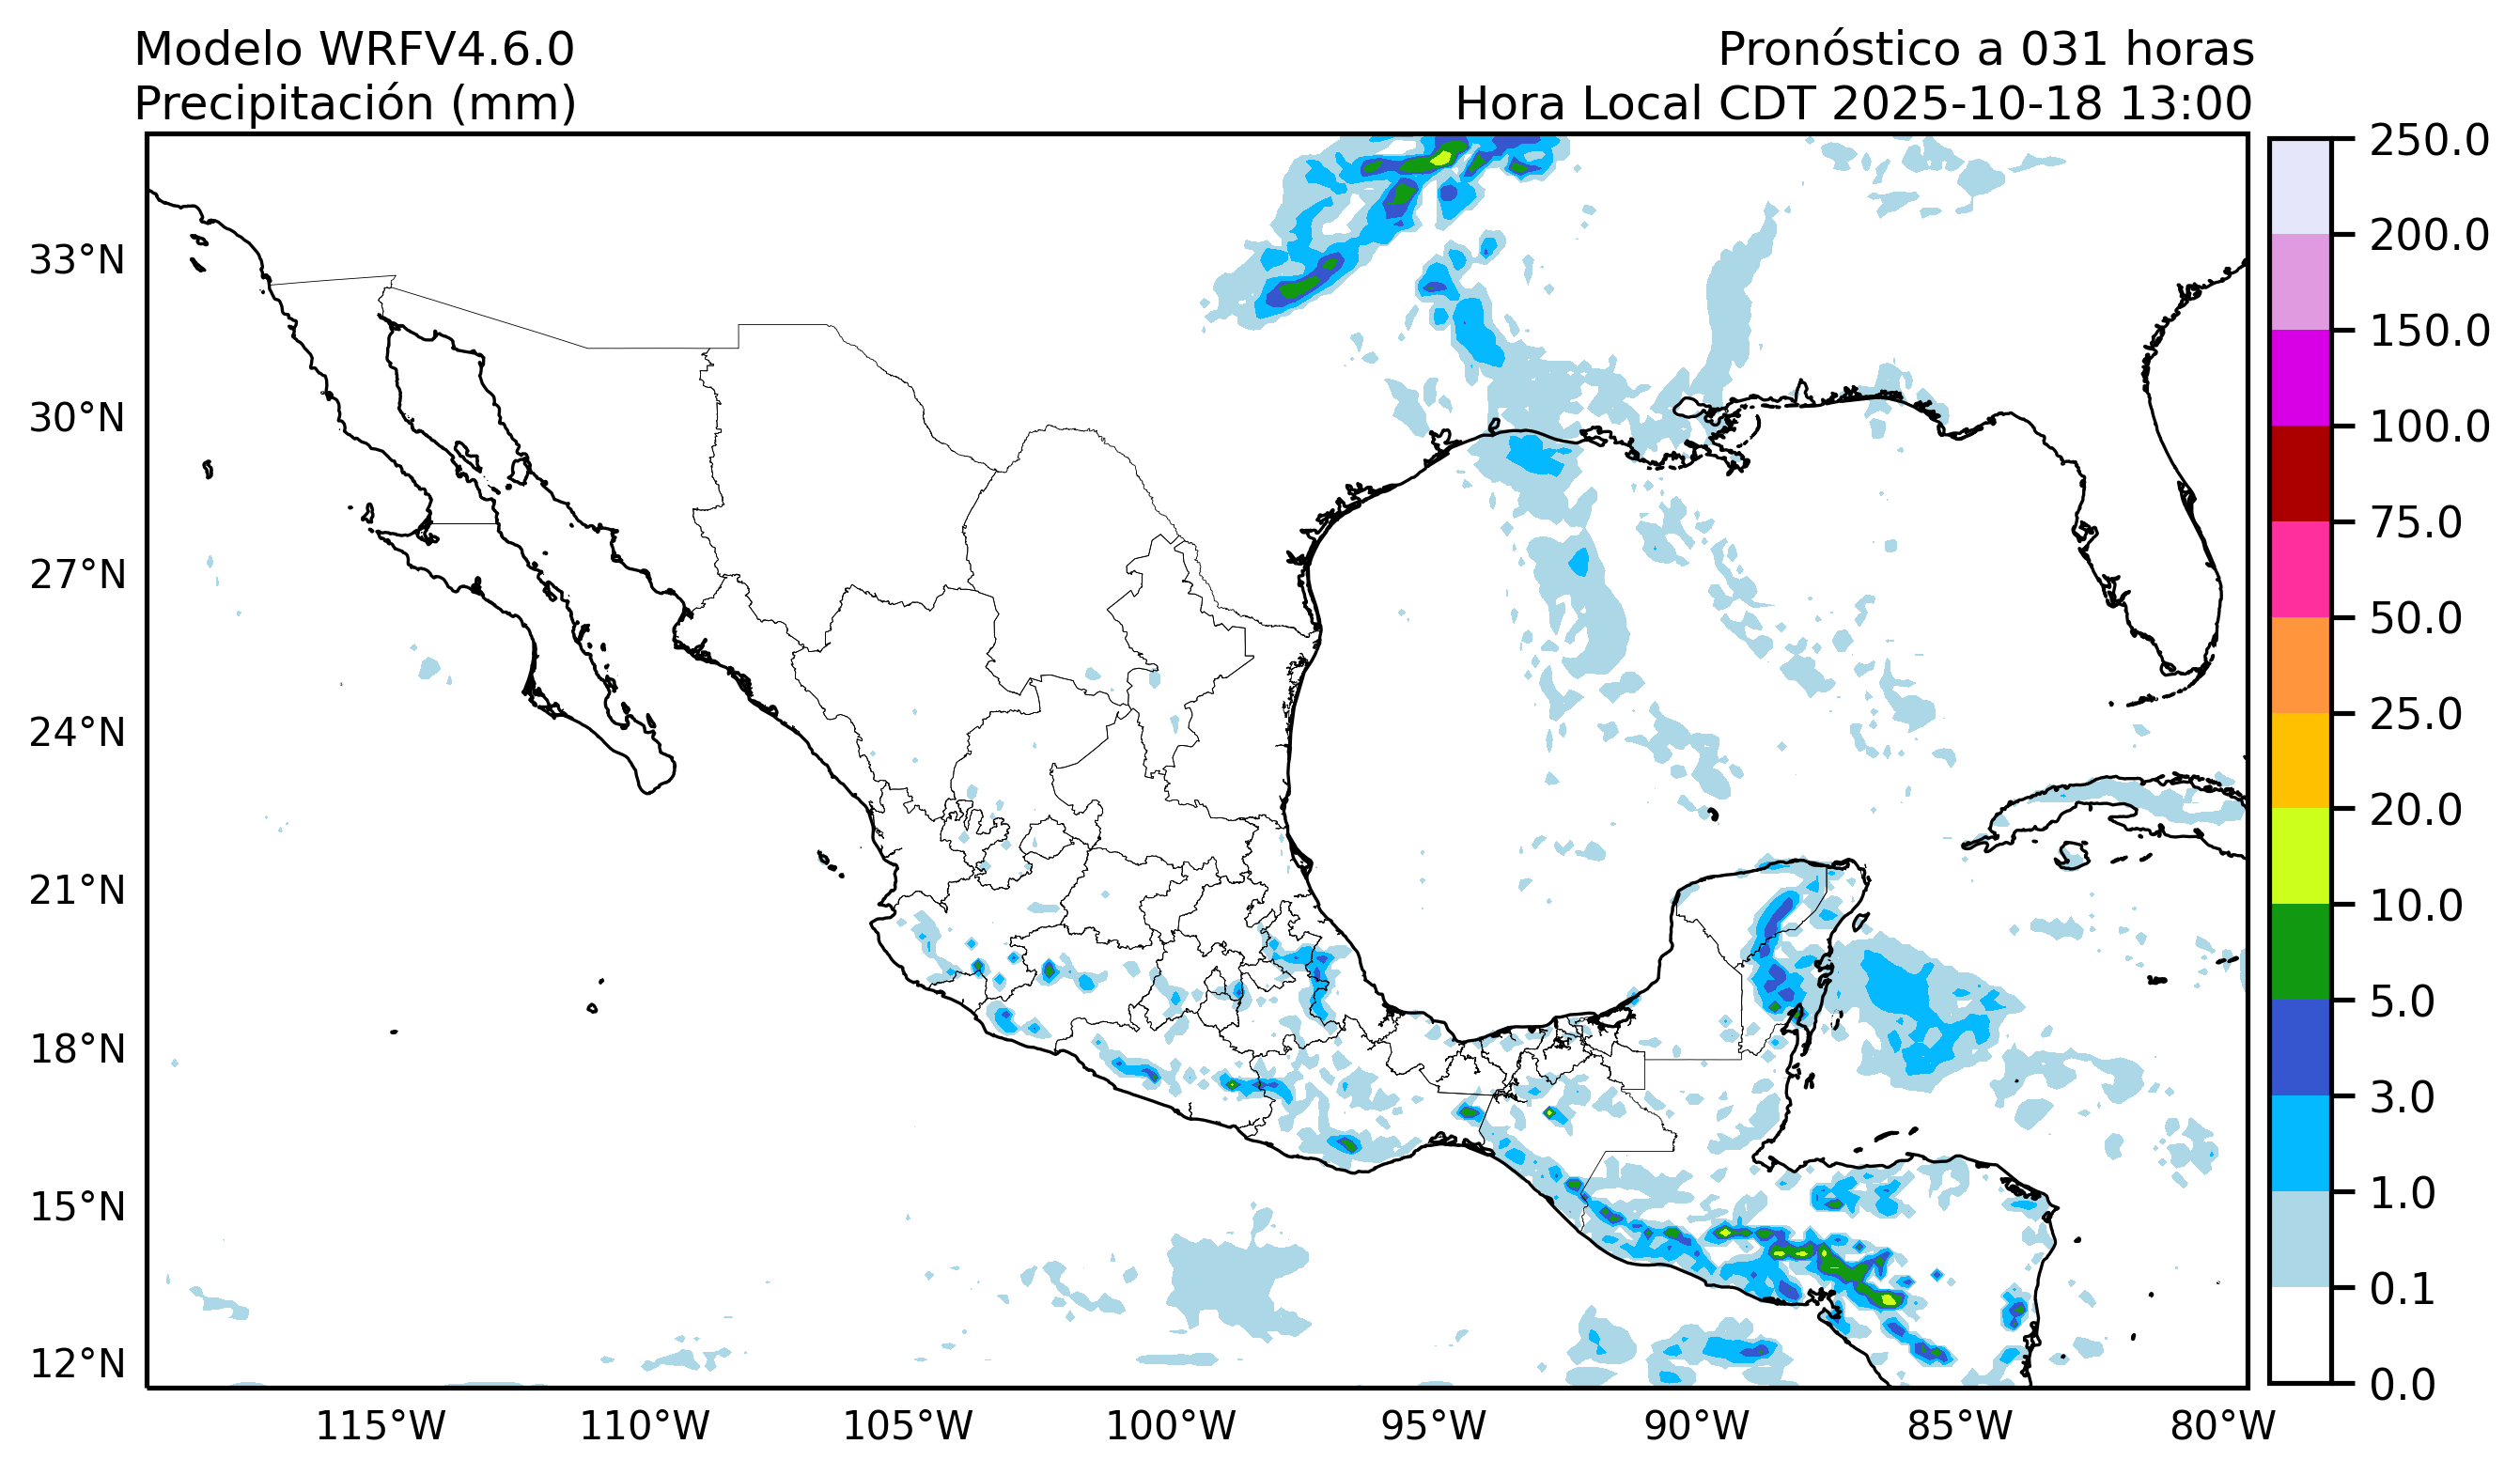 Modelo WRFV4.6.0
Precipitación (mm)
Pronóstico a 031 horas
Hora Local CDT 2025-10-18 13:00
33°N
30°N
27°N
24°N
21°N
18°N
15°N
12°N
115°W
110°W
105°W
100°W
95°W
90°W
85°W
80°W
250.0
200.0
150.0
100.0
75.0
50.0
25.0
20.0
10.0
5.0
3.0
1.0
0.1
0.0